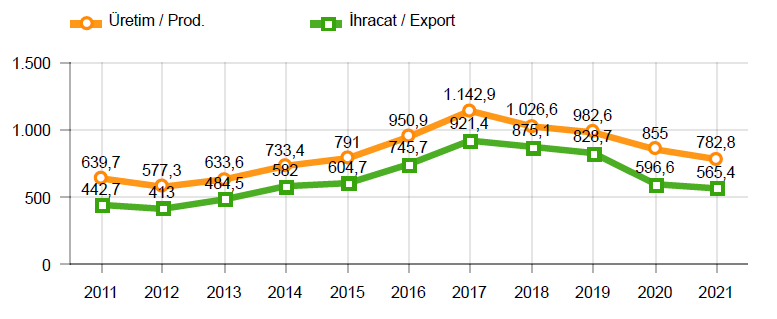 Üretim / Prod. İhracat / Export
1.500
1.142,9
1.026,6
950,9 982,6
921,4 875,1
855
828,7
1.000
733,4 791 745,7 782,8
639,7 577,3 633,6
582 604,7 596,6 565,4
442,7 413 484,5
500
0
2011 2012 2013 2014 2015 2016 2017 2018 2019 2020 2021